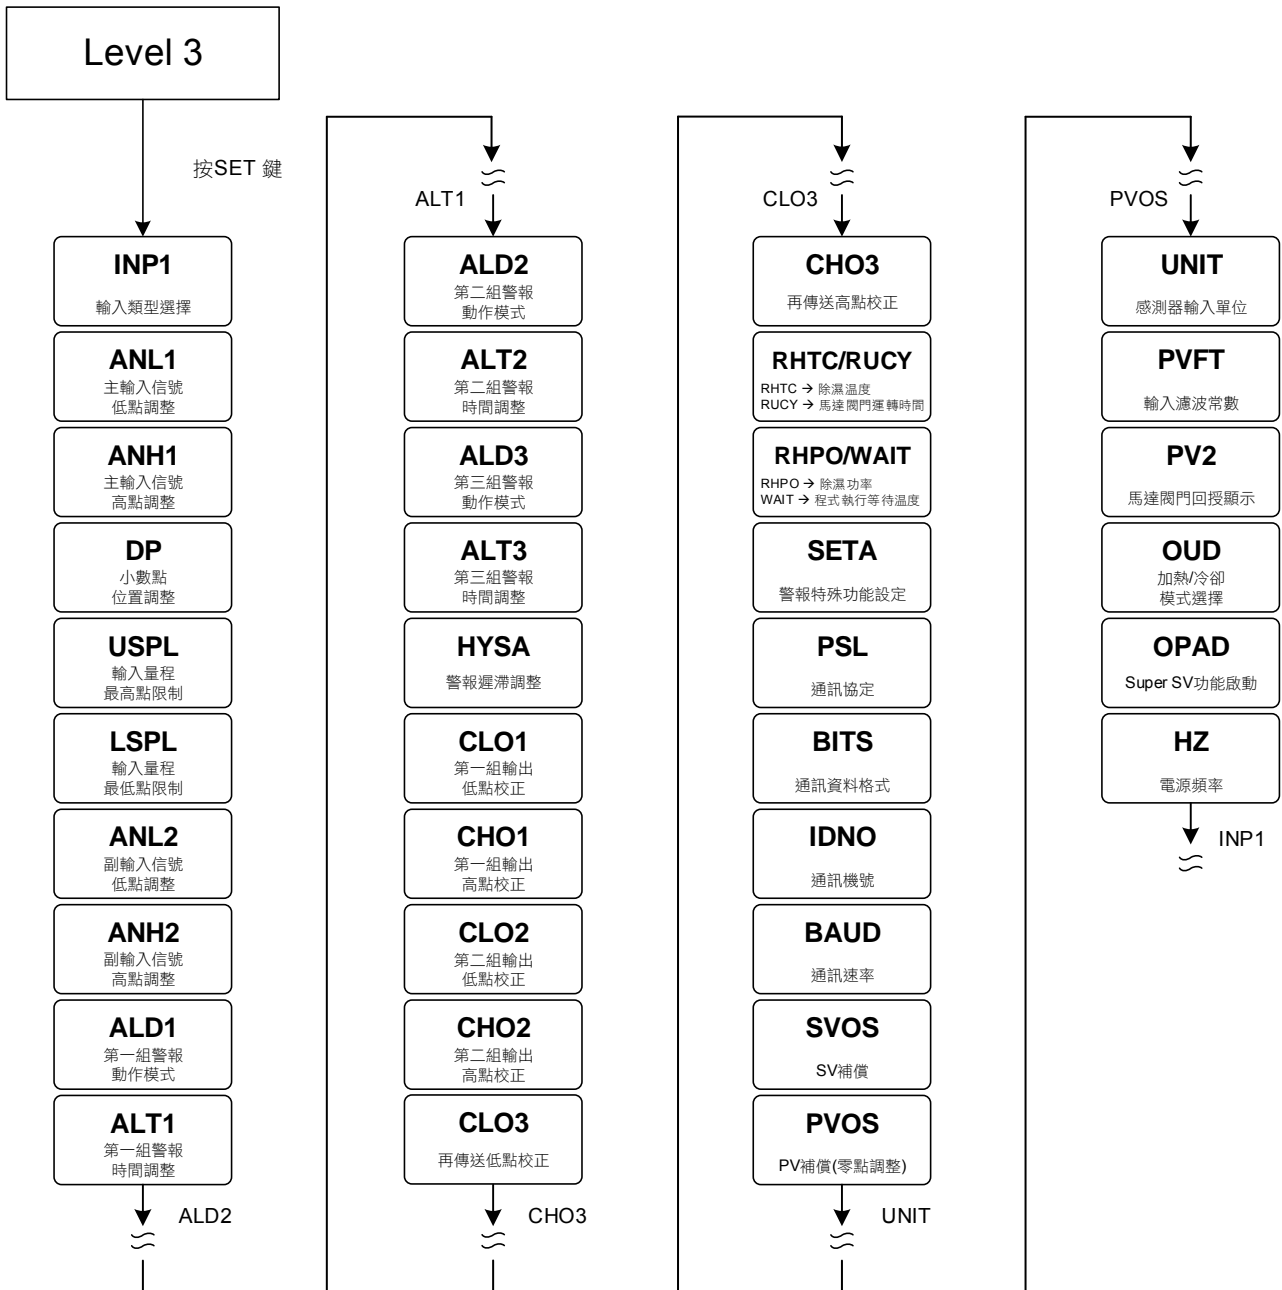 Level 3
按SET 鍵
INP1
輸入類型選擇
ANL1
主輸入信號
低點調整
ANH1
主輸入信號
高點調整
DP
小數點
位置調整
USPL
輸入量程
最高點限制
LSPL
輸入量程
最低點限制
ANL2
副輸入信號
低點調整
ANH2
副輸入信號
高點調整
ALD1
第一組警報
動作模式
ALT1
第一組警報
時間調整
ALD2
ALT1
ALD2
第二組警報
動作模式
ALT2
第二組警報
時間調整
ALD3
第三組警報
動作模式
ALT3
第三組警報
時間調整
HYSA
警報遲滯調整
CLO1
第一組輸出
低點校正
CHO1
第一組輸出
高點校正
CLO2
第二組輸出
低點校正
CHO2
第二組輸出
高點校正
CLO3
再傳送低點校正
CHO3
CLO3
CHO3
再傳送高點校正
RHTC/RUCY
RHTC → 除濕溫度
RUCY → 馬達閥門運轉時間
RHPO/WAIT
RHPO → 除濕功率
WAIT → 程式執行等待溫度
SETA
警報特殊功能設定
PSL
通訊協定
BITS
通訊資料格式
IDNO
通訊機號
BAUD
通訊速率
SVOS
SV補償
PVOS
PV補償(零點調整)
UNIT
PVOS
UNIT
感測器輸入單位
PVFT
輸入濾波常數
PV2
馬達閥門回授顯示
OUD
加熱/冷卻
模式選擇
OPAD
Super SV功能啟動
HZ
電源頻率
INP1